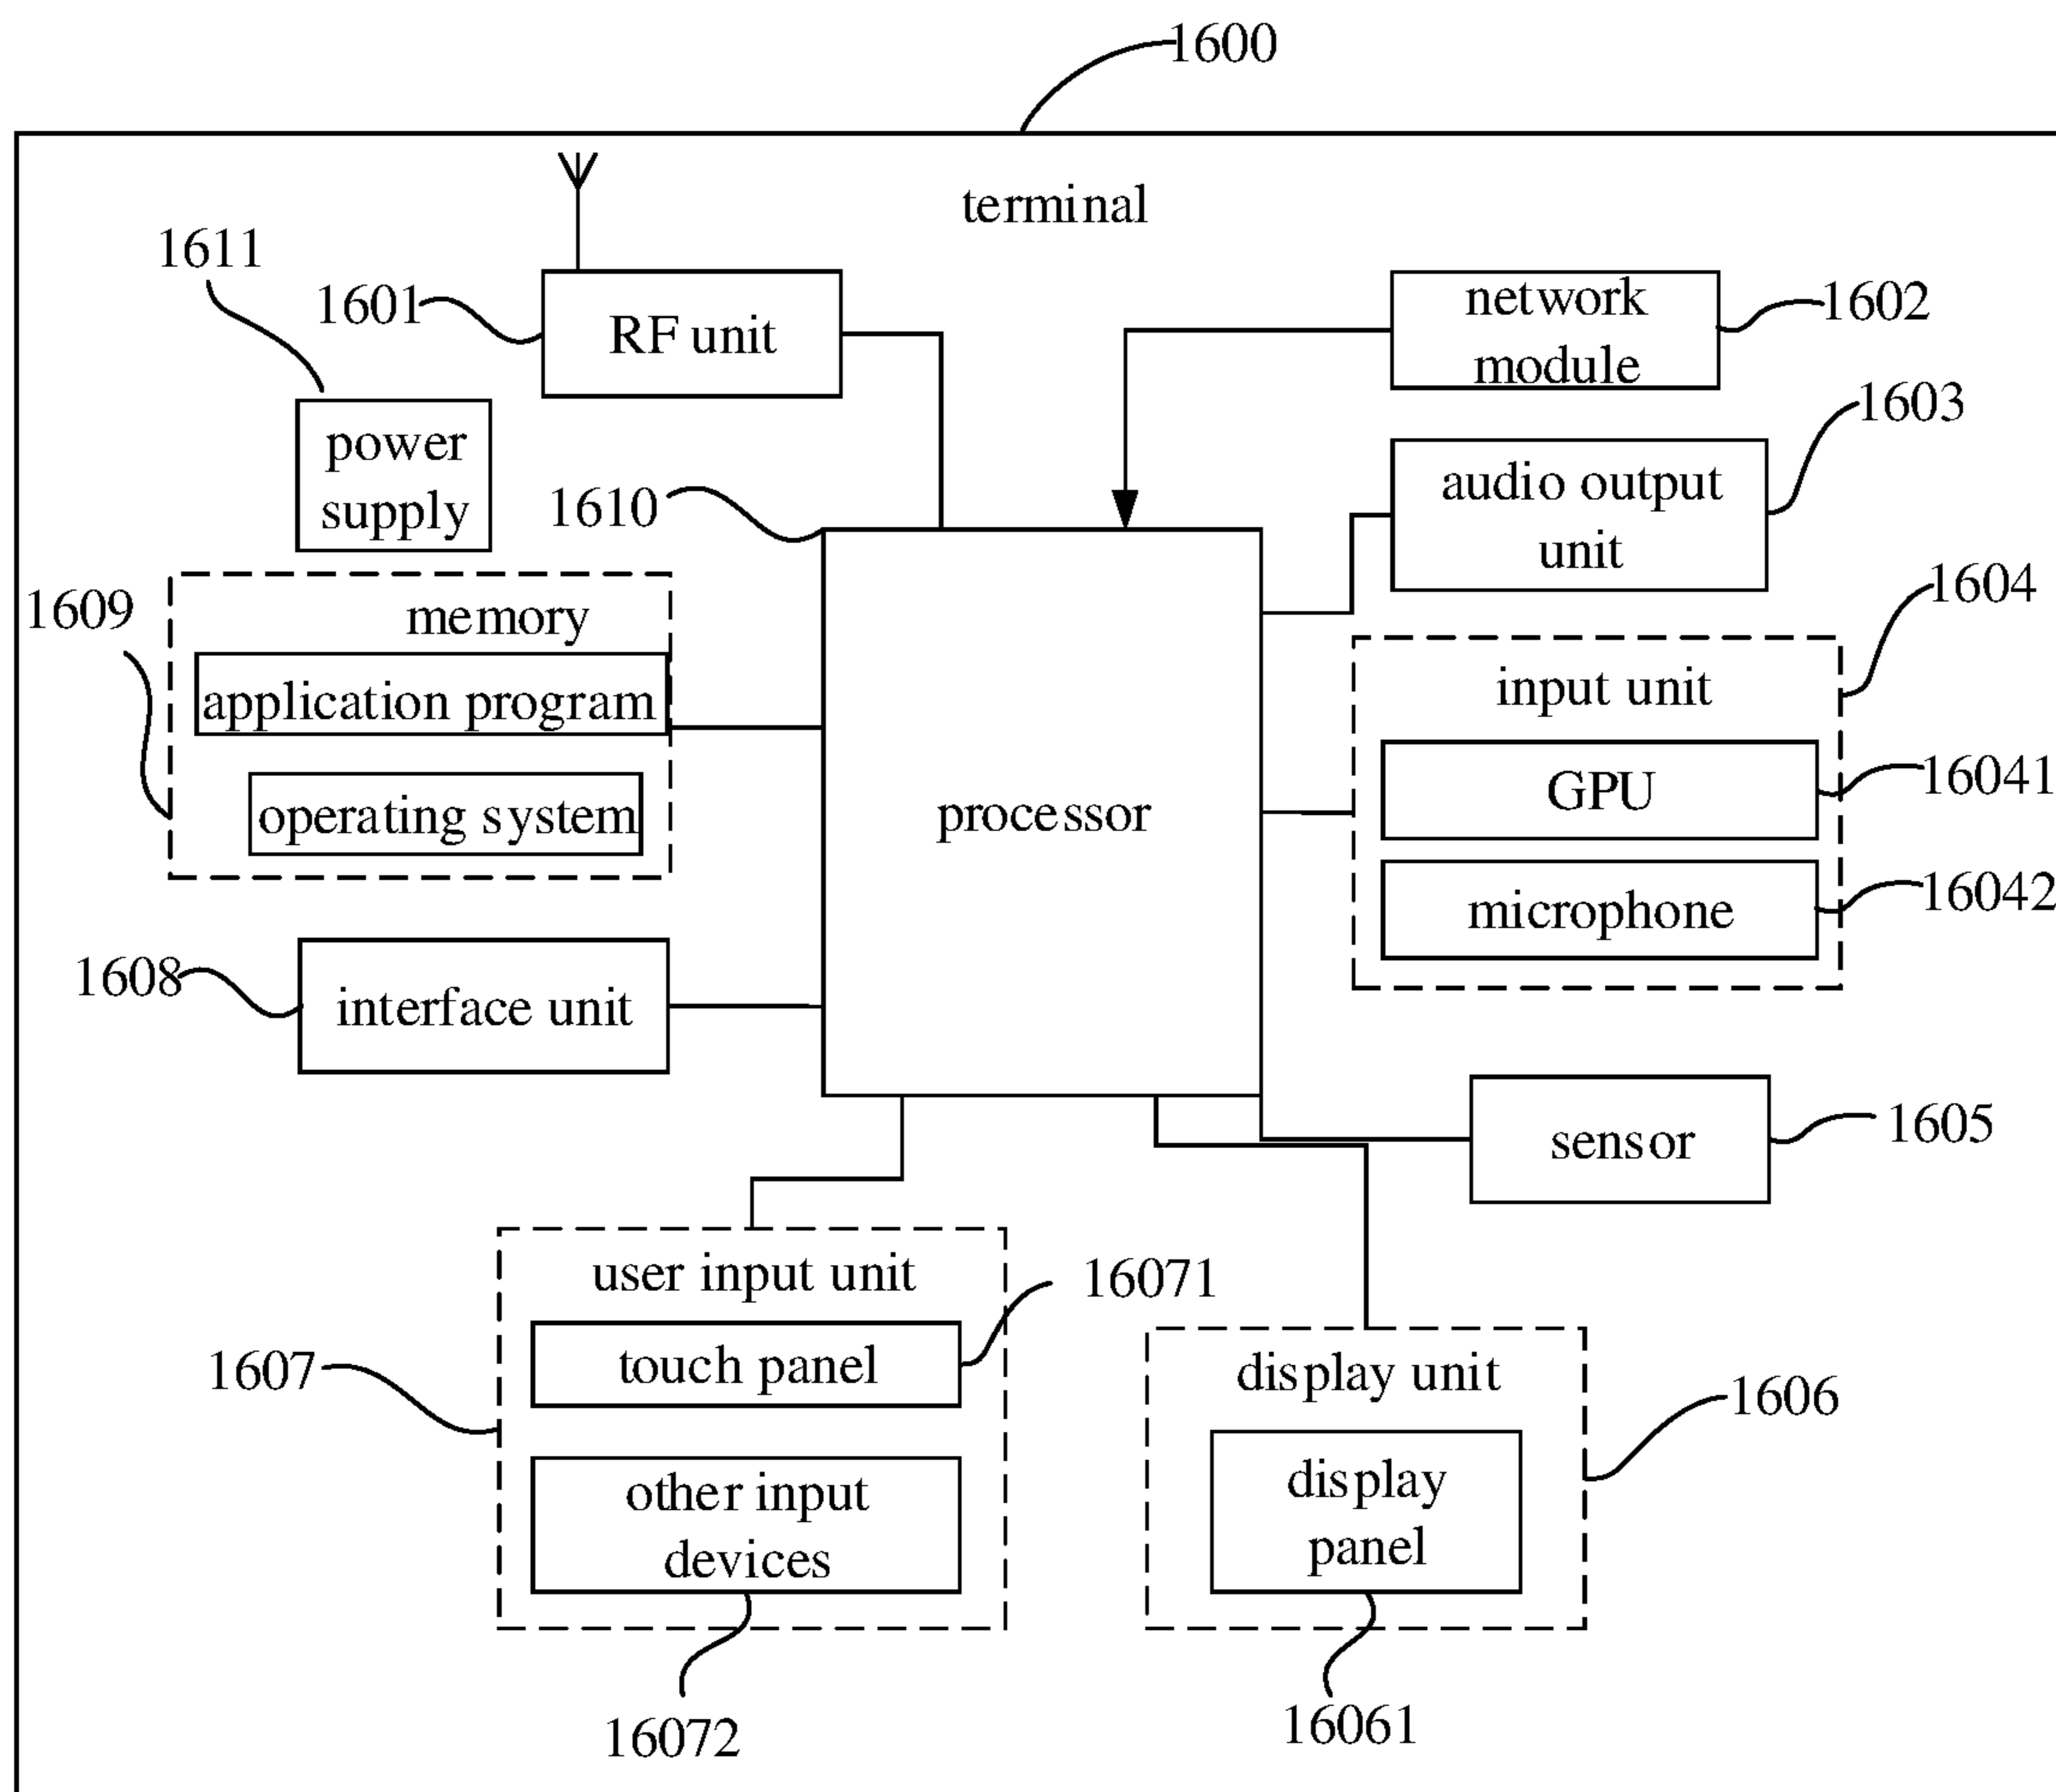 1600
terminal
1611
1601
RF unit
network
module
1602
power
supply
1610
1603
audio output
unit
1609
memory
application program
operating system
processor
1604
input unit
GPU
16041
microphone
16042
1608
interface unit
sensor
1605
user input unit
16071
touch panel
1607
other input
devices
16072
display unit
1606
display
panel
16061